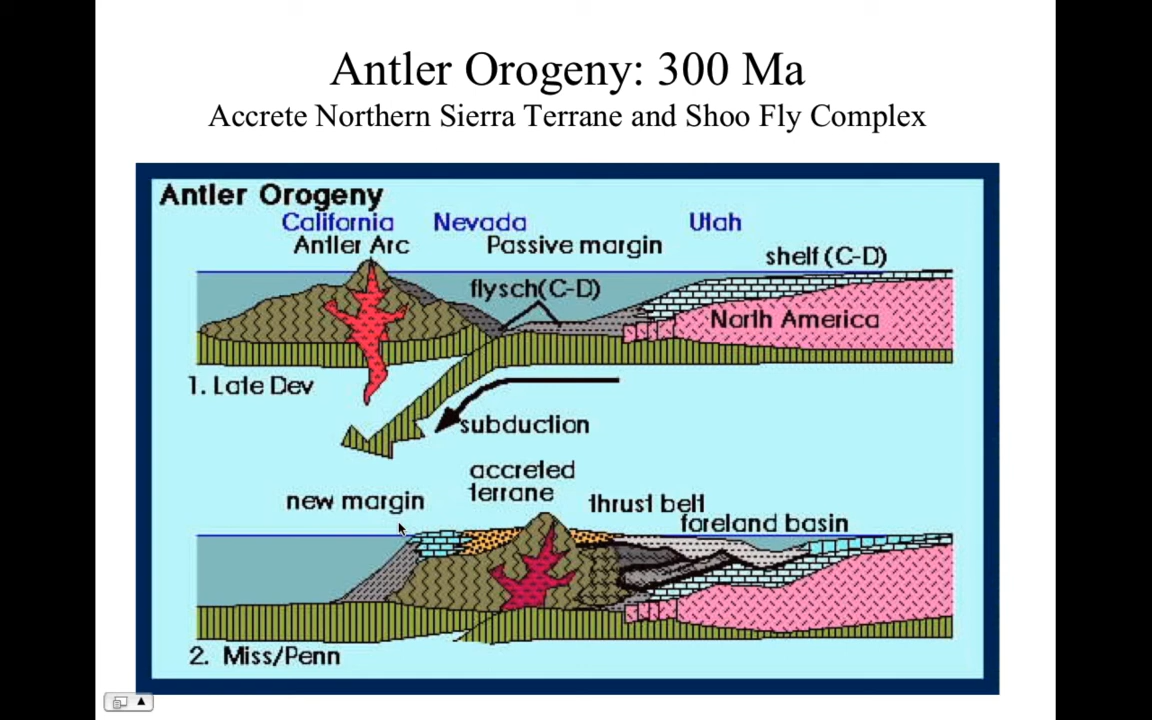 Antler Orogeny: 300 Ma
Accrete Northern Sierra Terrane and Shoo Fly Complex
Antler Orogeny
California Nevada Utah
Antler Arc Passive margin
shelf (C-D)
flysch(C-D)
North America
1. Late Dev
subduction
accreted
terrane
new margin
thrust belt
foreland basin
2. Miss/Penn